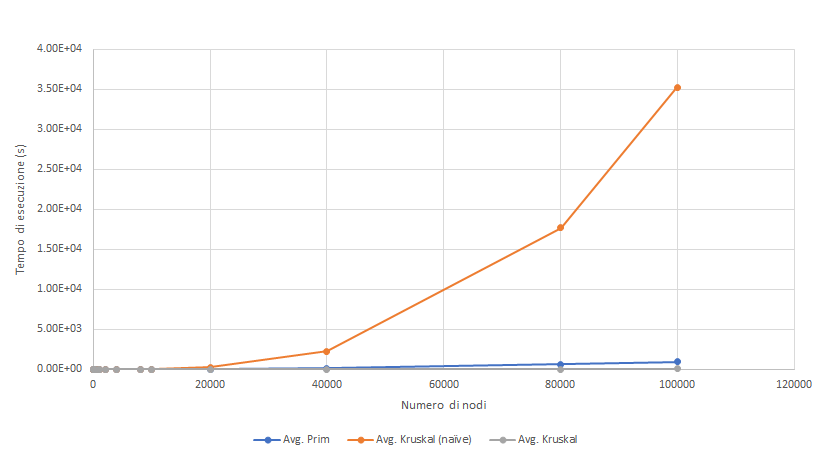 4.00E+04
3.50E+04
3.00E+04
2.50E+04
2.00E+04
1.50E+04
1.00E+04
5.00E+03
0.00E+00
Tempo di esecuzione (s)
0 20000 40000 60000 80000 100000 120000
Numero di nodi
Avg. Prim Avg. Kruskal (naïve) Avg. Kruskal